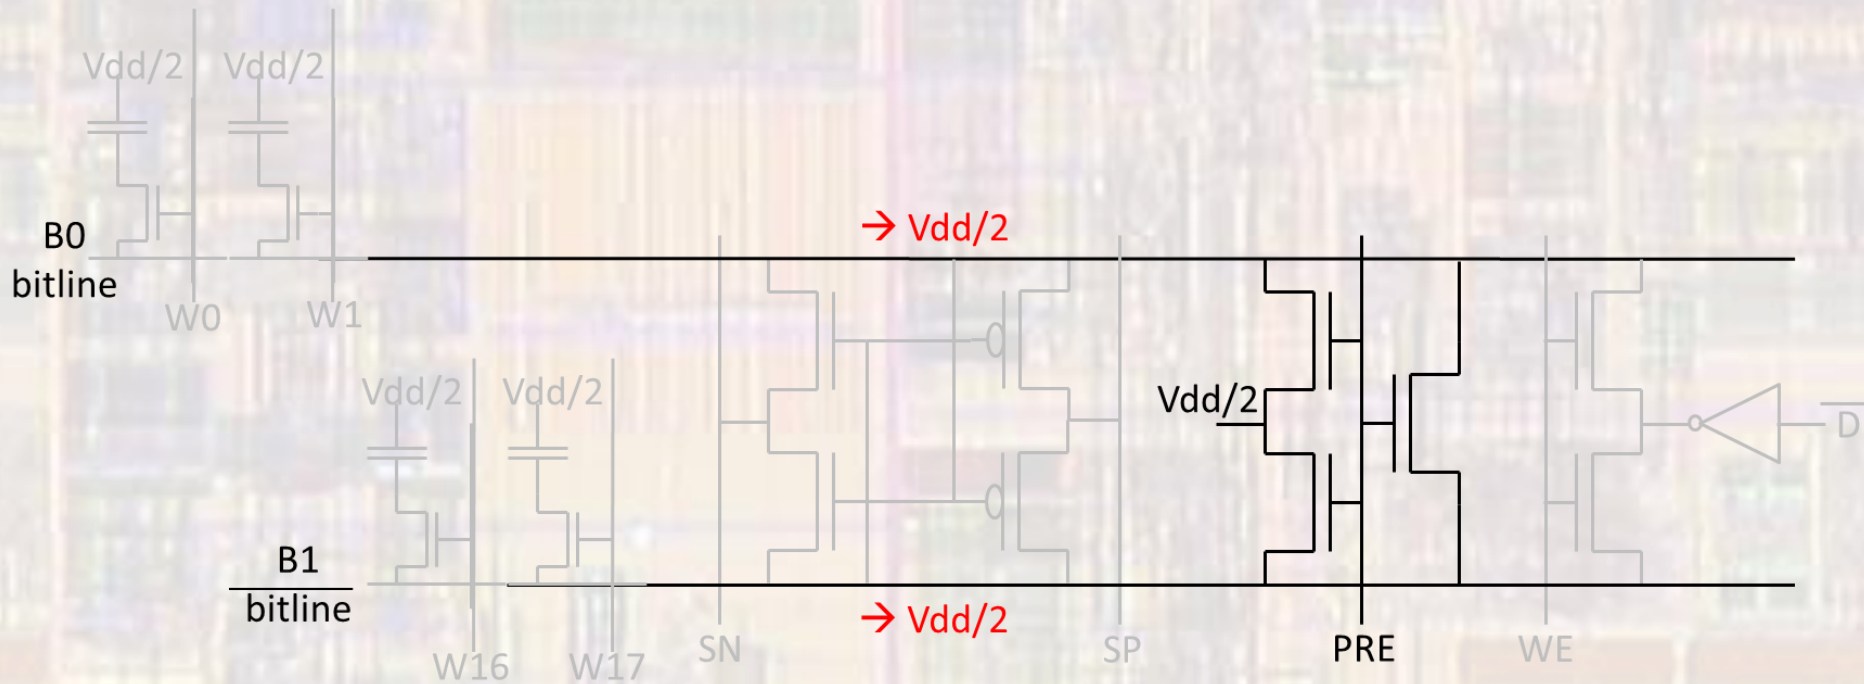 Vdd/2 Vdd/2
B0
bitline
W0 W1
→ Vdd/2
Vdd/2 Vdd/2
Vdd/2
D
B1
bitline
→ Vdd/2
W16 W17 SN SP PRE WE